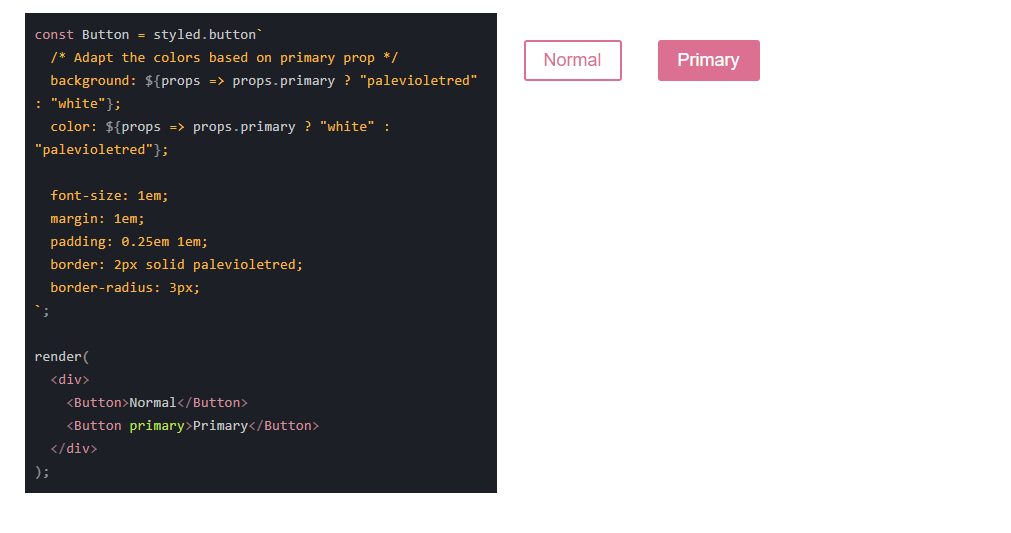 const Button = styled.button`
  /* Adapt the colors based on primary prop */
  background: ${props => props.primary ? "palevioletred"
: "white"};
  color: ${props => props.primary ? "white" :
"palevioletred"};

  font-size: 1em;
  margin: 1em;
  padding: 0.25em 1em;
  border: 2px solid palevioletred;
  border-radius: 3px;
`;

render(
  <div>
    <Button>Normal</Button>
    <Button primary>Primary</Button>
  </div>
);
Normal
Primary